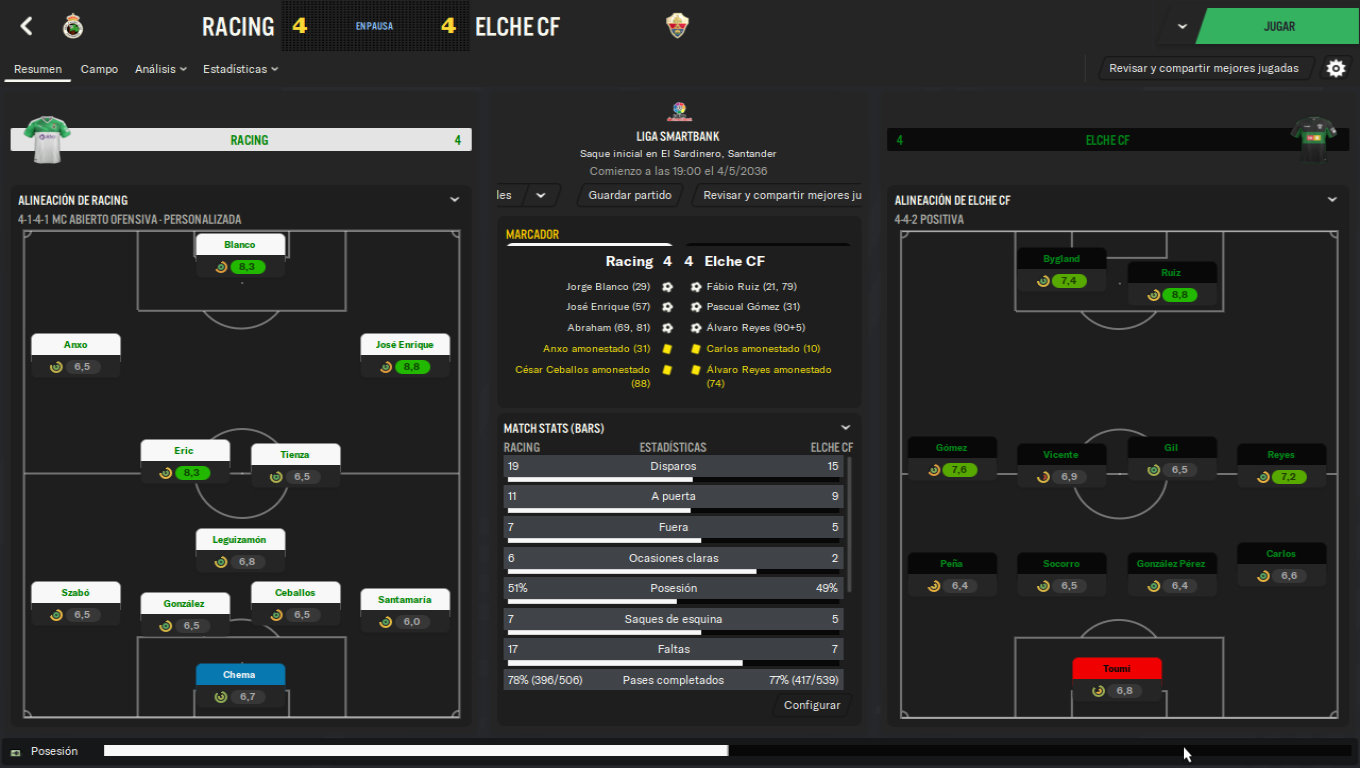 RACING 4 EN PAUSA 4 ELCHE CF
JUGAR
Resumen Campo Análisis Estadísticas
Revisar y compartir mejores jugadas
RACING 4
LIGA SMARTBANK
Saque inicial en El Sardinero, Santander
Comienzo a las 19:00 el 4/5/2036
les Guardar partido Revisar y compartir mejores ju
4 ELCHE CF
ALINEACIÓN DE RACING
4-1-4-1 MC ABIERTO OFENSIVA - PERSONALIZADA
Blanco
8,3
Anxo
6,5
José Enrique
8,8
Eric
8,3
Tienza
6,5
Leguizamón
6,8
Szabó
6,5
González
6,5
Ceballos
6,5
Santamaría
6,0
Chema
6,7
MARCADOR
Racing 4 4 Elche CF
Jorge Blanco (29) Fábio Ruiz (21, 79)
José Enrique (57) Pascual Gómez (31)
Abraham (69, 81) Álvaro Reyes (90+5)
Anxo amonestado (31) Carlos amonestado (10)
César Ceballos amonestado Álvaro Reyes amonestado
(88) (74)
MATCH STATS (BARS)
RACING ESTADÍSTICAS ELCHE CF
19 Disparos 15
11 A puerta 9
7 Fuera 5
6 Ocasiones claras 2
51% Posesión 49%
7 Saques de esquina 5
17 Faltas 7
78% (396/506) Pases completados 77% (417/539)
Configurar
ALINEACIÓN DE ELCHE CF
4-4-2 POSITIVA
Bygland
7,4
Ruiz
8,8
Gómez
7,6
Vicente
6,9
Gil
6,5
Reyes
7,2
Peña
6,4
Socorro
6,5
González Pérez
6,4
Carlos
6,6
Toumi
6,8
Posesión